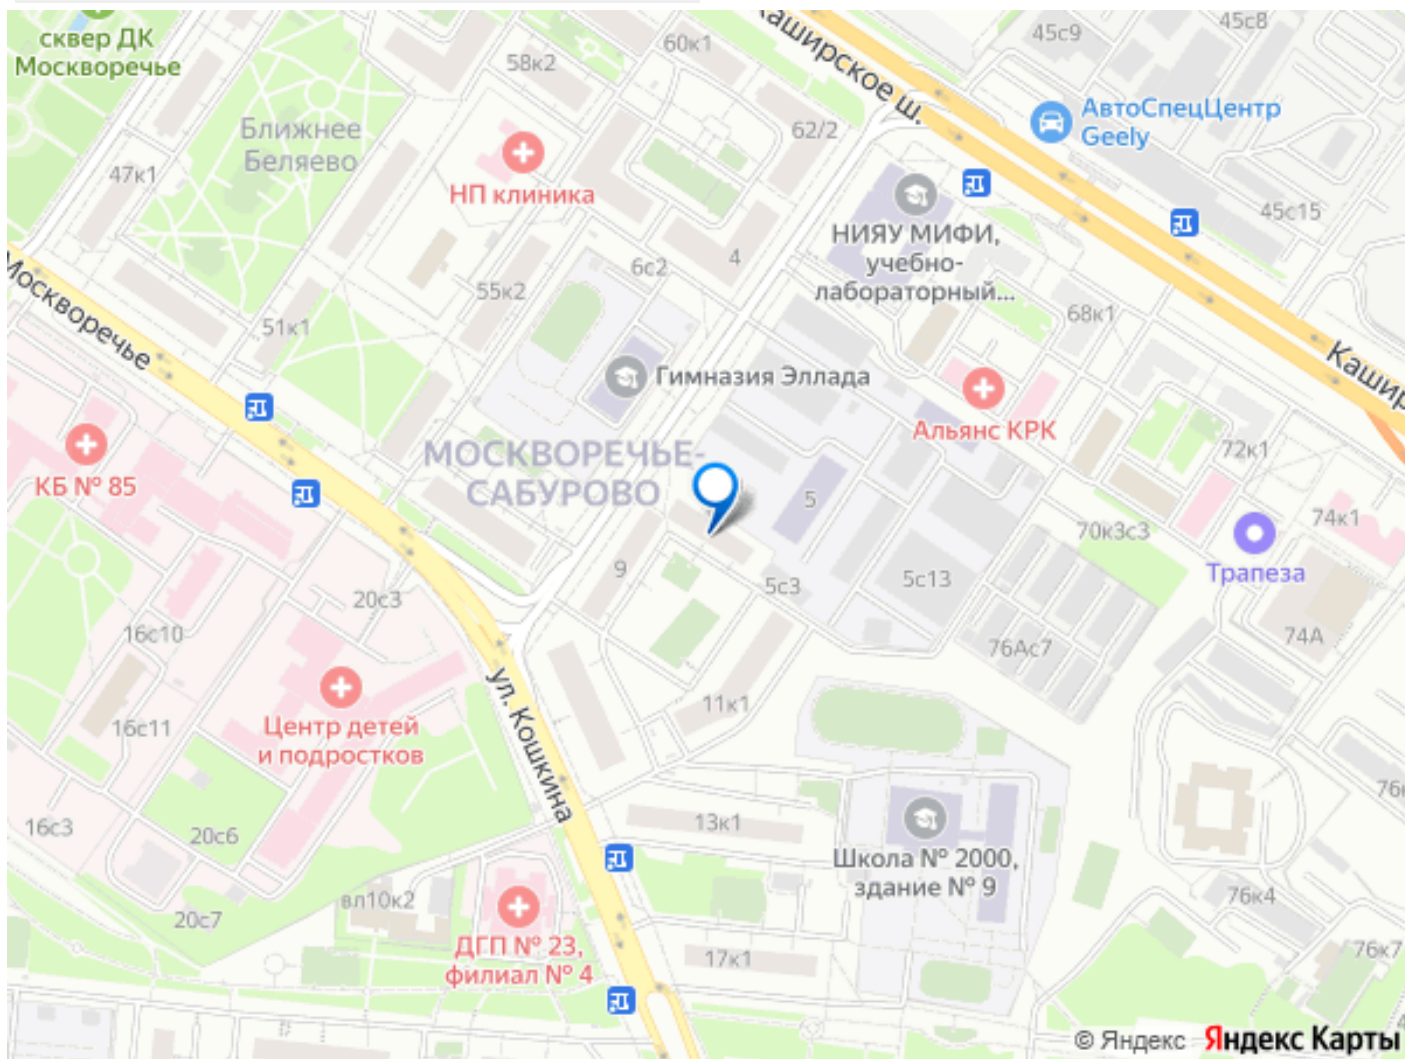 сквер ДК
Москворечье
58к2
60к1
Каширское ш.
45с9
45с8
АвтоСпецЦентр
Geely
Ближнее
Беляево
62/2
47к1
НП клиника
45с15
НИЯУ МИФИ,
учебно-
лабораторный...
4
6с2
55к2
Москворечье
51к1
68к1
Гимназия Эллада
Кашир
Альянс КРК
МОСКВОРЕЧЬЕ-
САБУРОВО
72к1
КБ № 85
5
74к1
70к3с3
Трапеза
9
5с3
5с13
20с3
16с10
74А
76Ас7
ул. Кошкина
11к1
16с11
Центр детей
и подростков
76
13к1
16с3
20с6
Школа № 2000,
здание № 9
76к4
вл10к2
20с7
ДГП № 23,
филиал № 4
17к1
76к7
© Яндекс Яндекс Карты